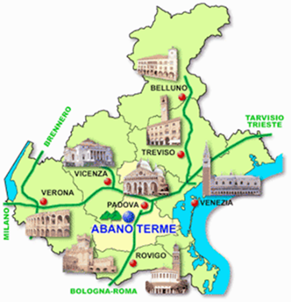 BELLUNO
TARVISIO
TRIESTE
BRENNERO
TREVISO
VICENZA
VERONA
PADOVA
VENEZIA
MILANO
ABANO TERME
ROVIGO
BOLOGNA-ROMA